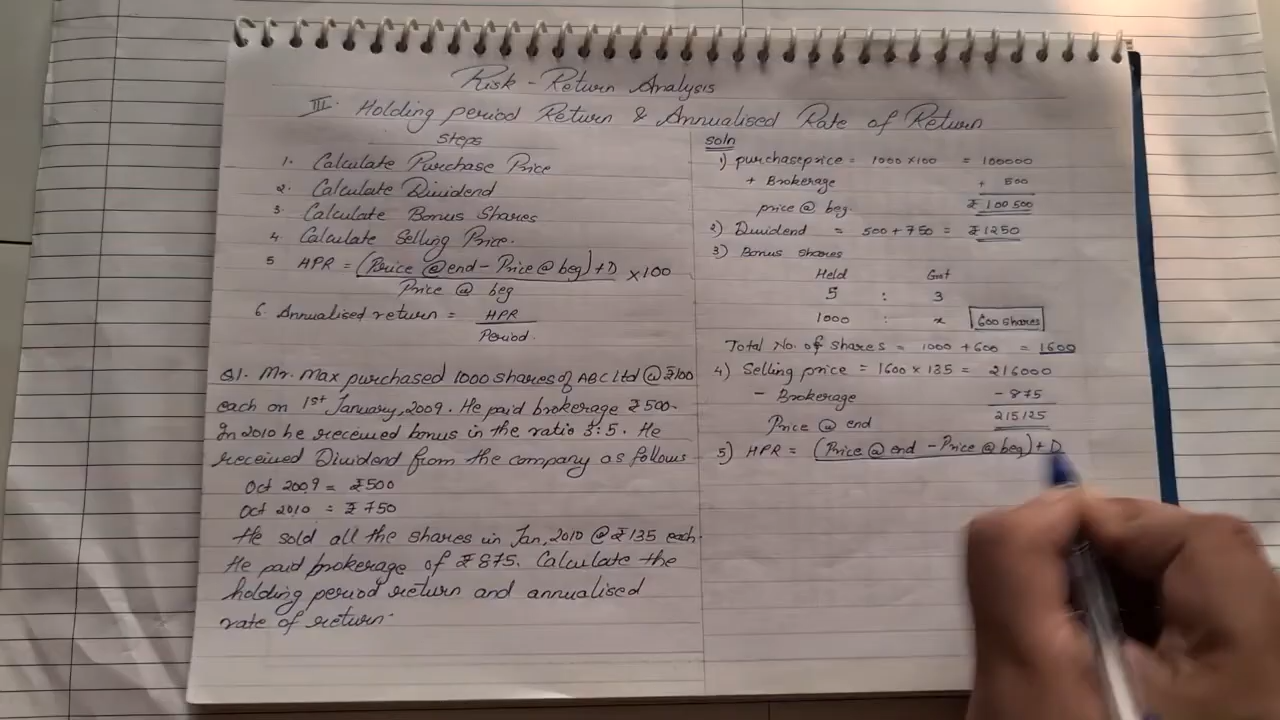 Risk - Return Analysis
III. Holding period Return & Annualised Rate of Return
Steps
1. Calculate Purchase Price
2. Calculate Dividend
3. Calculate Bonus Shares
4. Calculate Selling Price.
5 HPR = (Price @ end - Price @ beg) + D × 100
Price @ beg
6. Annualised return = HPR
Period.
Q1. Mr. Max purchased 1000 shares of ABC Ltd @ ₹100
each on 1st January, 2009. He paid brokerage ₹500.
In 2010 he received bonus in the ratio 3:5. He
received Dividend from the company as follows
Oct 2009 = ₹500
Oct 2010 = ₹750
He sold all the shares in Jan, 2010 @ ₹135 each.
He paid brokerage of ₹875. Calculate the
holding period return and annualised
rate of return.
Soln
1) purchase price = 1000 × 100 = 100000
+ Brokerage + 500
price @ beg. ₹100500
2) Dividend = 500 + 750 = ₹1250
3) Bonus shares
Held Got
5 : 3
1000 : x 600 shares
Total No. of shares = 1000 + 600 = 1600
4) Selling price = 1600 × 135 = 216000
- Brokerage - 875
Price @ end 215125
5) HPR = (Price @ end - Price @ beg) + D